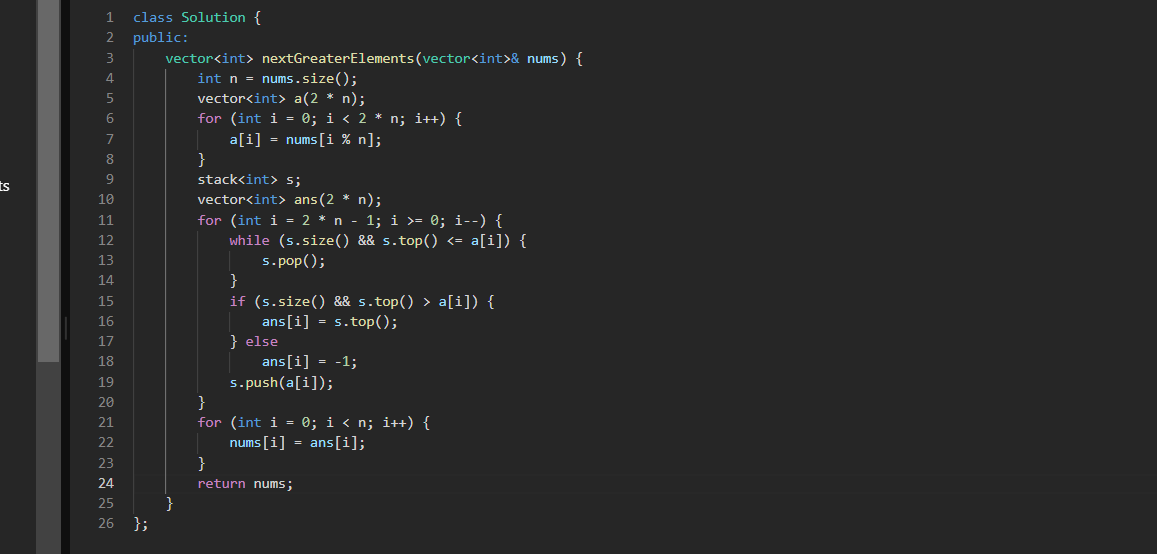 1 class Solution {
2 public:
3     vector<int> nextGreaterElements(vector<int>& nums) {
4         int n = nums.size();
5         vector<int> a(2 * n);
6         for (int i = 0; i < 2 * n; i++) {
7             a[i] = nums[i % n];
8         }
9         stack<int> s;
10         vector<int> ans(2 * n);
11         for (int i = 2 * n - 1; i >= 0; i--) {
12             while (s.size() && s.top() <= a[i]) {
13                 s.pop();
14             }
15             if (s.size() && s.top() > a[i]) {
16                 ans[i] = s.top();
17             } else
18                 ans[i] = -1;
19             s.push(a[i]);
20         }
21         for (int i = 0; i < n; i++) {
22             nums[i] = ans[i];
23         }
24         return nums;
25     }
26 };